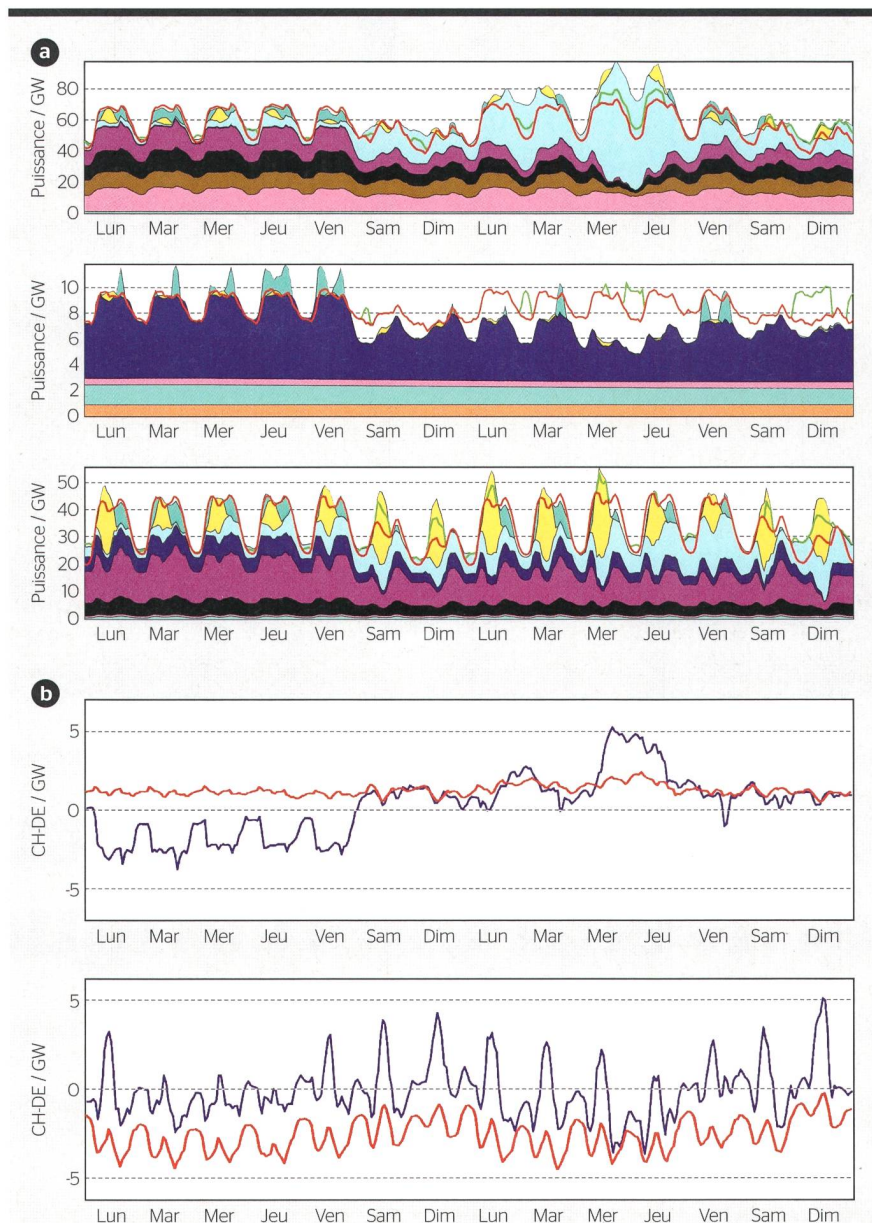 a
Puissance / GW
80
60
40
20
0
Lun Mar Mer Jeu Ven Sam Dim Lun Mar Mer Jeu Ven Sam Dim
Puissance / GW
10
8
6
4
2
0
Lun Mar Mer Jeu Ven Sam Dim Lun Mar Mer Jeu Ven Sam Dim
Puissance / GW
50
40
30
20
10
0
Lun Mar Mer Jeu Ven Sam Dim Lun Mar Mer Jeu Ven Sam Dim
b
CH-DE / GW
5
0
-5
Lun Mar Mer Jeu Ven Sam Dim Lun Mar Mer Jeu Ven Sam Dim
CH-DE / GW
5
0
-5
Lun Mar Mer Jeu Ven Sam Dim Lun Mar Mer Jeu Ven Sam Dim